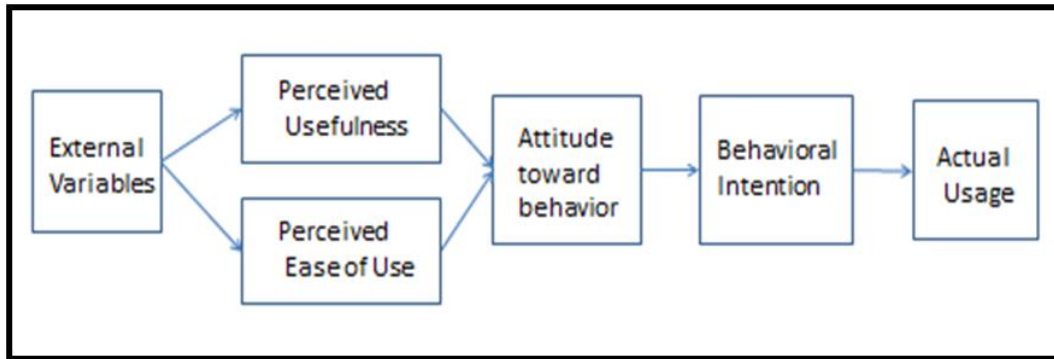 External
Variables
Perceived
Usefulness
Perceived
Ease of Use
Attitude
toward
behavior
Behavioral
Intention
Actual
Usage